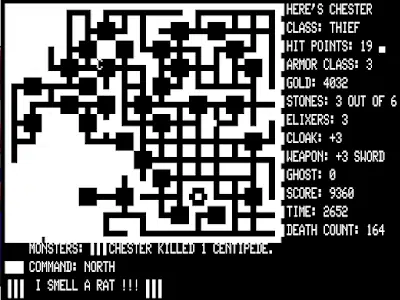 HERE'S CHESTER
CLASS: THIEF
HIT POINTS: 19
ARMOR CLASS: 3
GOLD: 4032
STONES: 3 OUT OF 6
ELIXERS: 3
CLOAK: +3
WEAPON: +3 SWORD
GHOST: 0
SCORE: 9360
TIME: 2652
DEATH COUNT: 164
MONSTERS: CHESTER KILLED 1 CENTIPEDE.
COMMAND: NORTH
I SMELL A RAT !!!